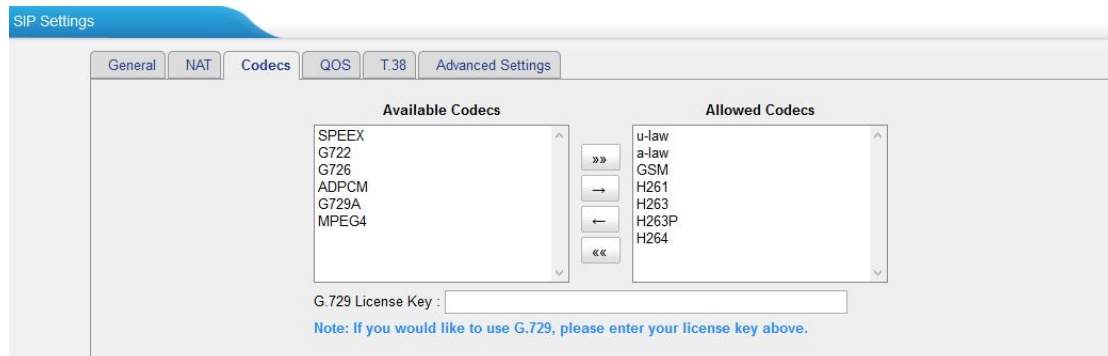 SIP Settings
General NAT Codecs QOS T.38 Advanced Settings
Available Codecs
SPEEX
G722
G726
ADPCM
G729A
MPEG4
»»
→
←
««
Allowed Codecs
u-law
a-law
GSM
H261
H263
H263P
H264
G.729 License Key :
Note: If you would like to use G.729, please enter your license key above.